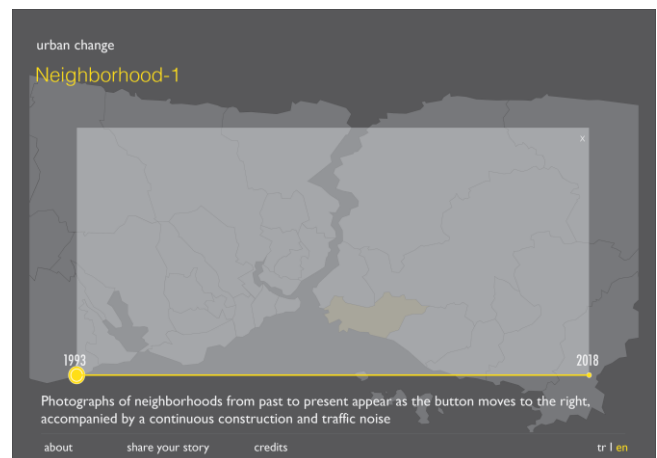 urban change
Neighborhood-1
x
1993
2018
Photographs of neighborhoods from past to present appear as the button moves to the right,
accompanied by a continuous construction and traffic noise
about share your story credits tr | en